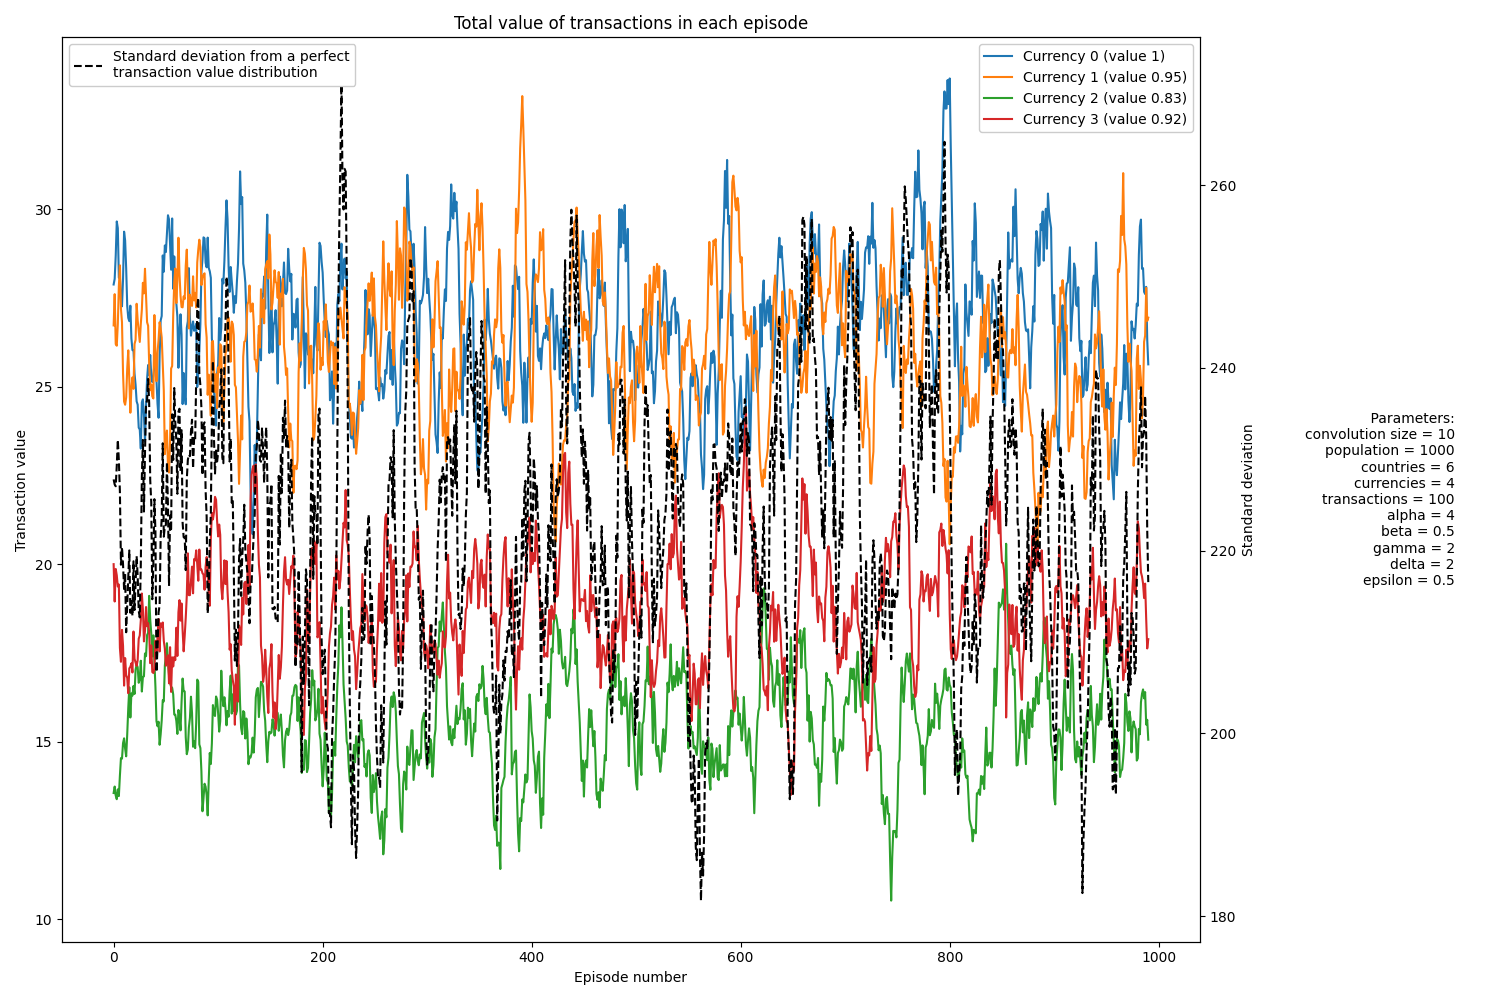 Total value of transactions in each episode
Standard deviation from a perfect
transaction value distribution
Currency 0 (value 1)
Currency 1 (value 0.95)
Currency 2 (value 0.83)
Currency 3 (value 0.92)
Transaction value
30
25
20
15
10
0
200
400
600
800
1000
Episode number
260
240
220
200
180
Standard deviation
Parameters:
convolution size = 10
population = 1000
countries = 6
currencies = 4
transactions = 100
alpha = 4
beta = 0.5
gamma = 2
delta = 2
epsilon = 0.5